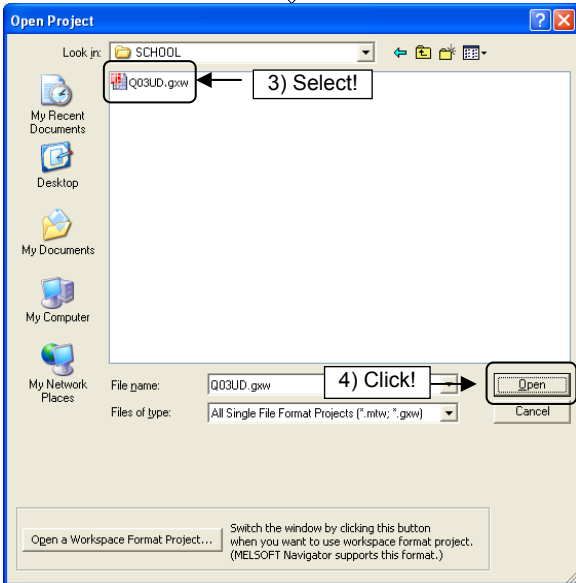 Open Project
Look in:
SCHOOL
Q03UD.gxw
3) Select!
My Recent
Documents
Desktop
My Documents
My Computer
My Network
Places
File name:
Q03UD.gxw
4) Click!
Open
Files of type:
All Single File Format Projects (*.mtw; *.gxw)
Cancel
Open a Workspace Format Project...
Switch the window by clicking this button
when you want to use workspace format project.
(MELSOFT Navigator supports this format.)